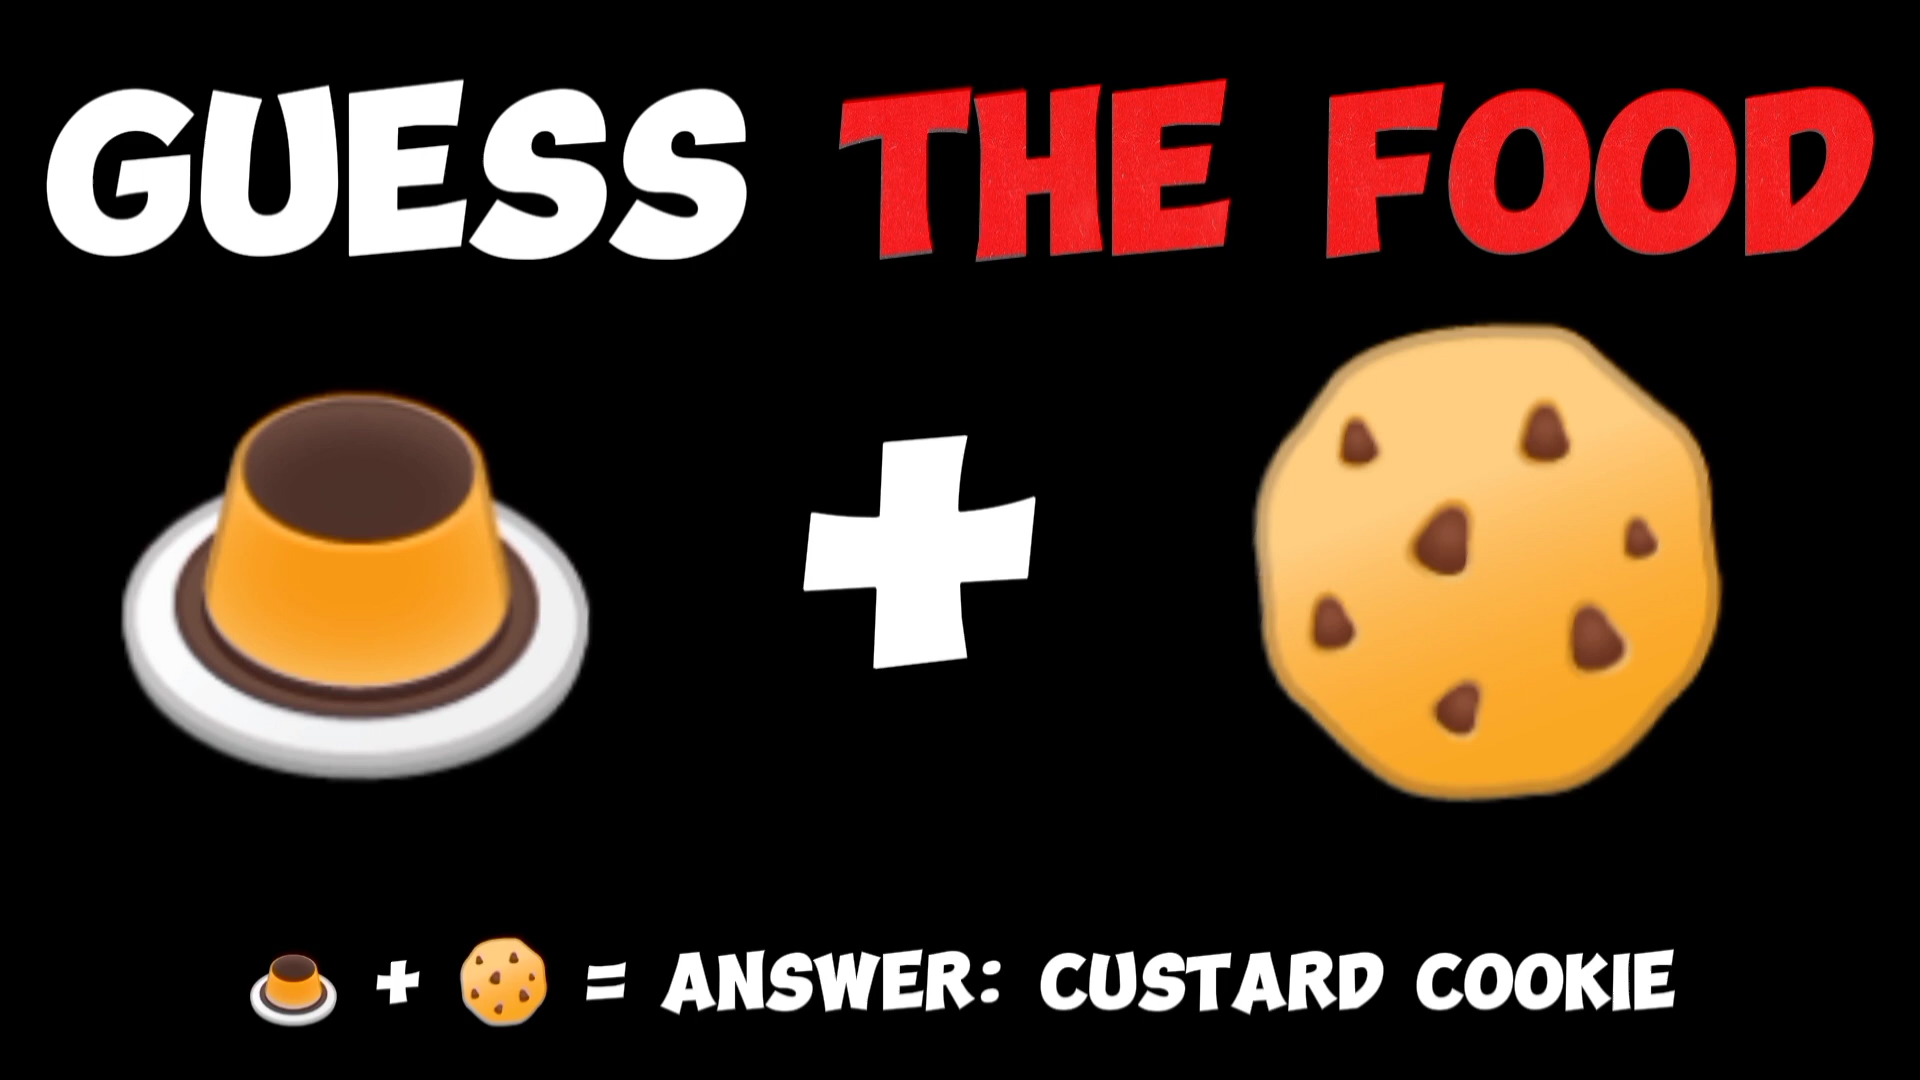 GUESS THE FOOD
+
+ = ANSWER: CUSTARD COOKIE